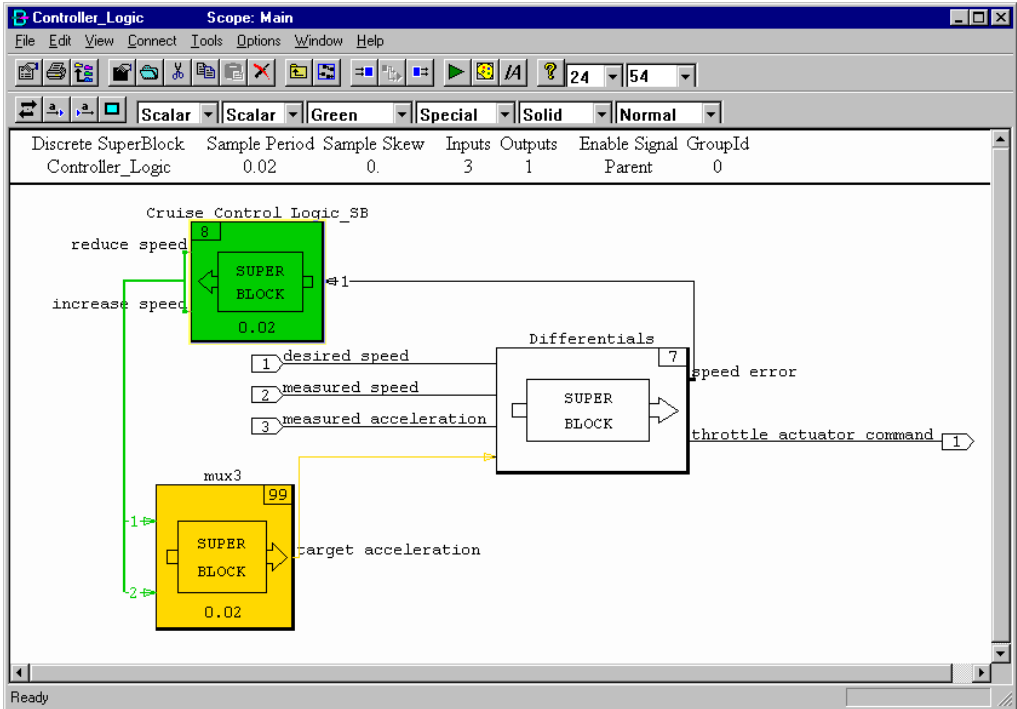 Controller_Logic Scope: Main
File Edit View Connect Tools Options Window Help
24 54
Scalar Scalar Green Special Solid Normal
Discrete SuperBlock Sample Period Sample Skew Inputs Outputs Enable Signal GroupId
Controller_Logic 0.02 0. 3 1 Parent 0
Cruise Control Logic_SB
8
reduce speed
SUPER
BLOCK
1
increase speed
0.02
Differentials
1 desired speed
7
speed error
2 measured speed
SUPER
BLOCK
3 measured acceleration
throttle actuator command 1
mux3
99
1
SUPER
BLOCK
target acceleration
2
0.02
Ready